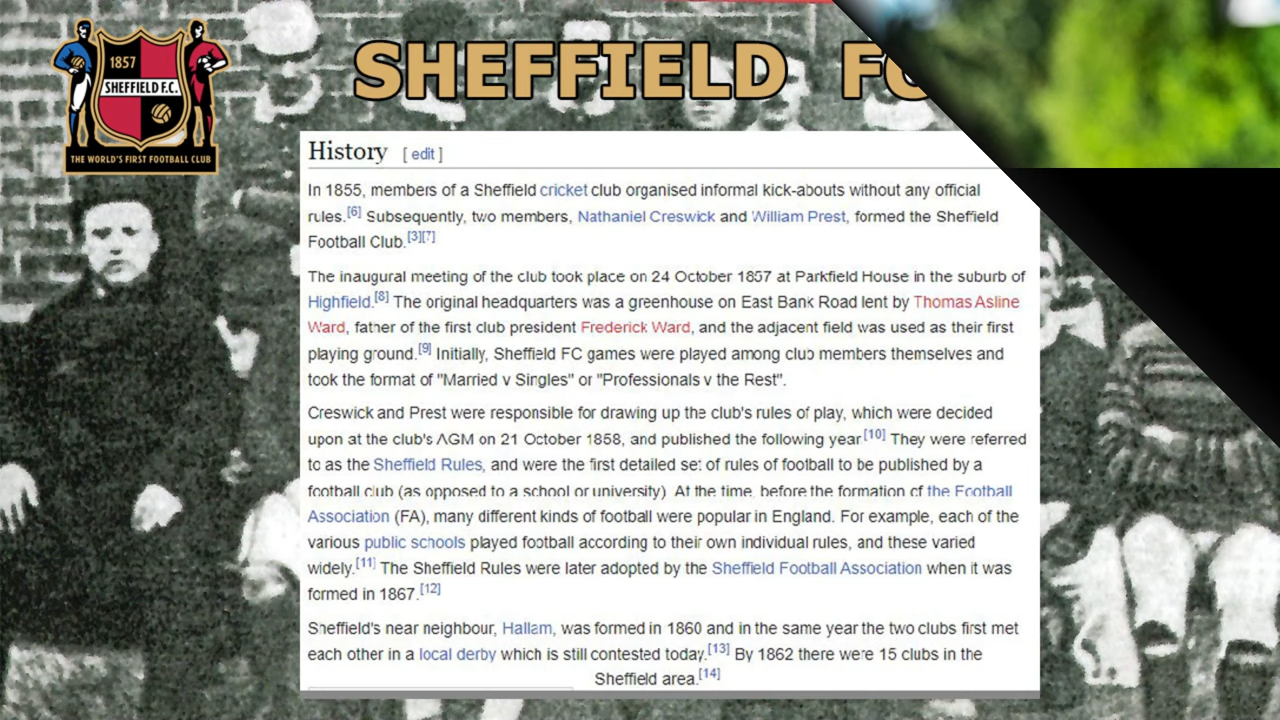 1857
SHEFFIELD F.C.
THE WORLD'S FIRST FOOTBALL CLUB
SHEFFIELD FC
History [ edit ]
In 1855, members of a Sheffield cricket club organised informal kick-abouts without any official
rules.[6] Subsequently, two members, Nathaniel Creswick and William Prest, formed the Sheffield
Football Club.[3][7]
The inaugural meeting of the club took place on 24 October 1857 at Parkfield House in the suburb of
Highfield.[8] The original headquarters was a greenhouse on East Bank Road lent by Thomas Asline
Ward, father of the first club president Frederick Ward, and the adjacent field was used as their first
playing ground.[9] Initially, Sheffield FC games were played among club members themselves and
took the format of "Married v Singles" or "Professionals v the Rest".
Creswick and Prest were responsible for drawing up the club's rules of play, which were decided
upon at the club's AGM on 21 October 1858, and published the following year.[10] They were referred
to as the Sheffield Rules, and were the first detailed set of rules of football to be published by a
football club (as opposed to a school or university). At the time, before the formation of the Football
Association (FA), many different kinds of football were popular in England. For example, each of the
various public schools played football according to their own individual rules, and these varied
widely.[11] The Sheffield Rules were later adopted by the Sheffield Football Association when it was
formed in 1867.[12]
Sheffield's near neighbour, Hallam, was formed in 1860 and in the same year the two clubs first met
each other in a local derby which is still contested today.[13] By 1862 there were 15 clubs in the
Sheffield area.[14]